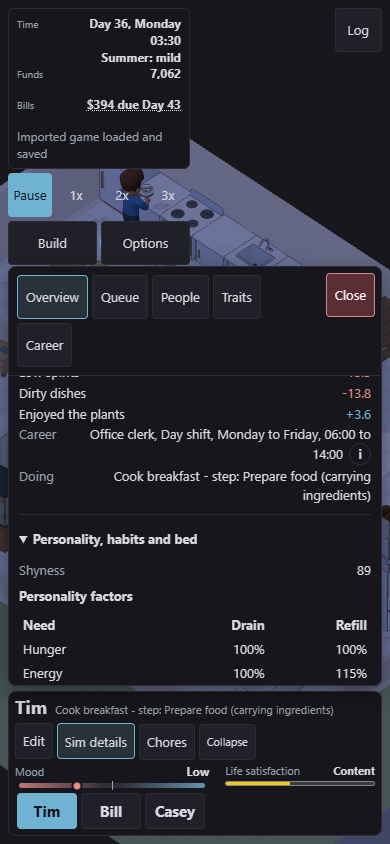 Time Day 36, Monday
03:30
Summer: mild
Funds 7,062
Bills $394 due Day 43
Imported game loaded and
saved
Log
Pause 1x 2x 3x
Build Options
Overview Queue People Traits Close
Career
Dirty dishes -13.8
Enjoyed the plants +3.6
Career Office clerk, Day shift, Monday to Friday, 06:00 to
14:00 i
Doing Cook breakfast - step: Prepare food (carrying
ingredients)
▼ Personality, habits and bed
Shyness 89
Personality factors
Need Drain Refill
Hunger 100% 100%
Energy 100% 115%
Tim Cook breakfast - step: Prepare food (carrying ingredients)
Edit Sim details Chores Collapse
Mood Low Life satisfaction Content
Tim Bill Casey